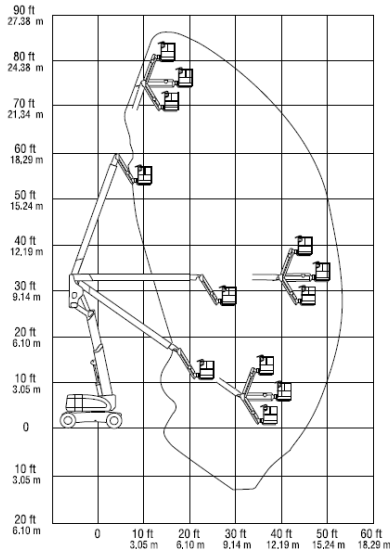 90 ft
27.38 m
80 ft
24.38 m
70 ft
21,34 m
60 ft
18,29 m
50 ft
15.24 m
40 ft
12,19 m
30 ft
9.14 m
20 ft
6.10 m
10 ft
3.05 m
0
10 ft
3.05 m
20 ft
6.10 m
0 10 ft 20 ft 30 ft 40 ft 50 ft 60 ft
3,05 m 6,10 m 9.14 m 12,19 m 15,24 m 18,29 m